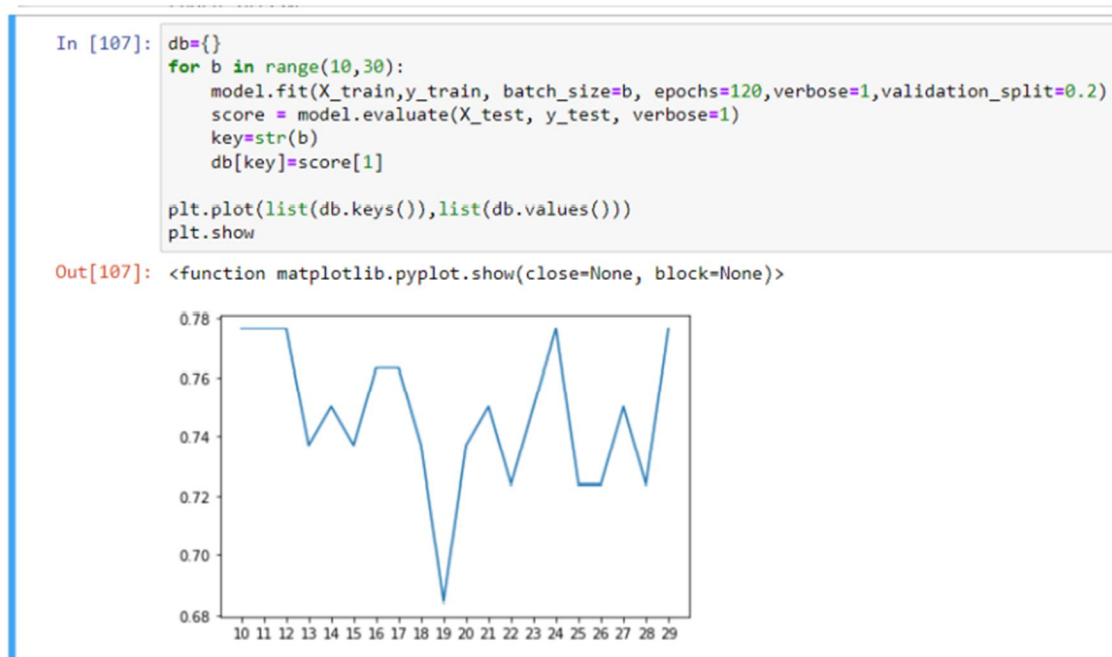 In [107]: db={}
for b in range(10,30):
    model.fit(X_train,y_train, batch_size=b, epochs=120,verbose=1,validation_split=0.2)
    score = model.evaluate(X_test, y_test, verbose=1)
    key=str(b)
    db[key]=score[1]

plt.plot(list(db.keys()),list(db.values()))
plt.show
Out[107]: <function matplotlib.pyplot.show(close=None, block=None)>
0.78
0.76
0.74
0.72
0.70
0.68
10 11 12 13 14 15 16 17 18 19 20 21 22 23 24 25 26 27 28 29